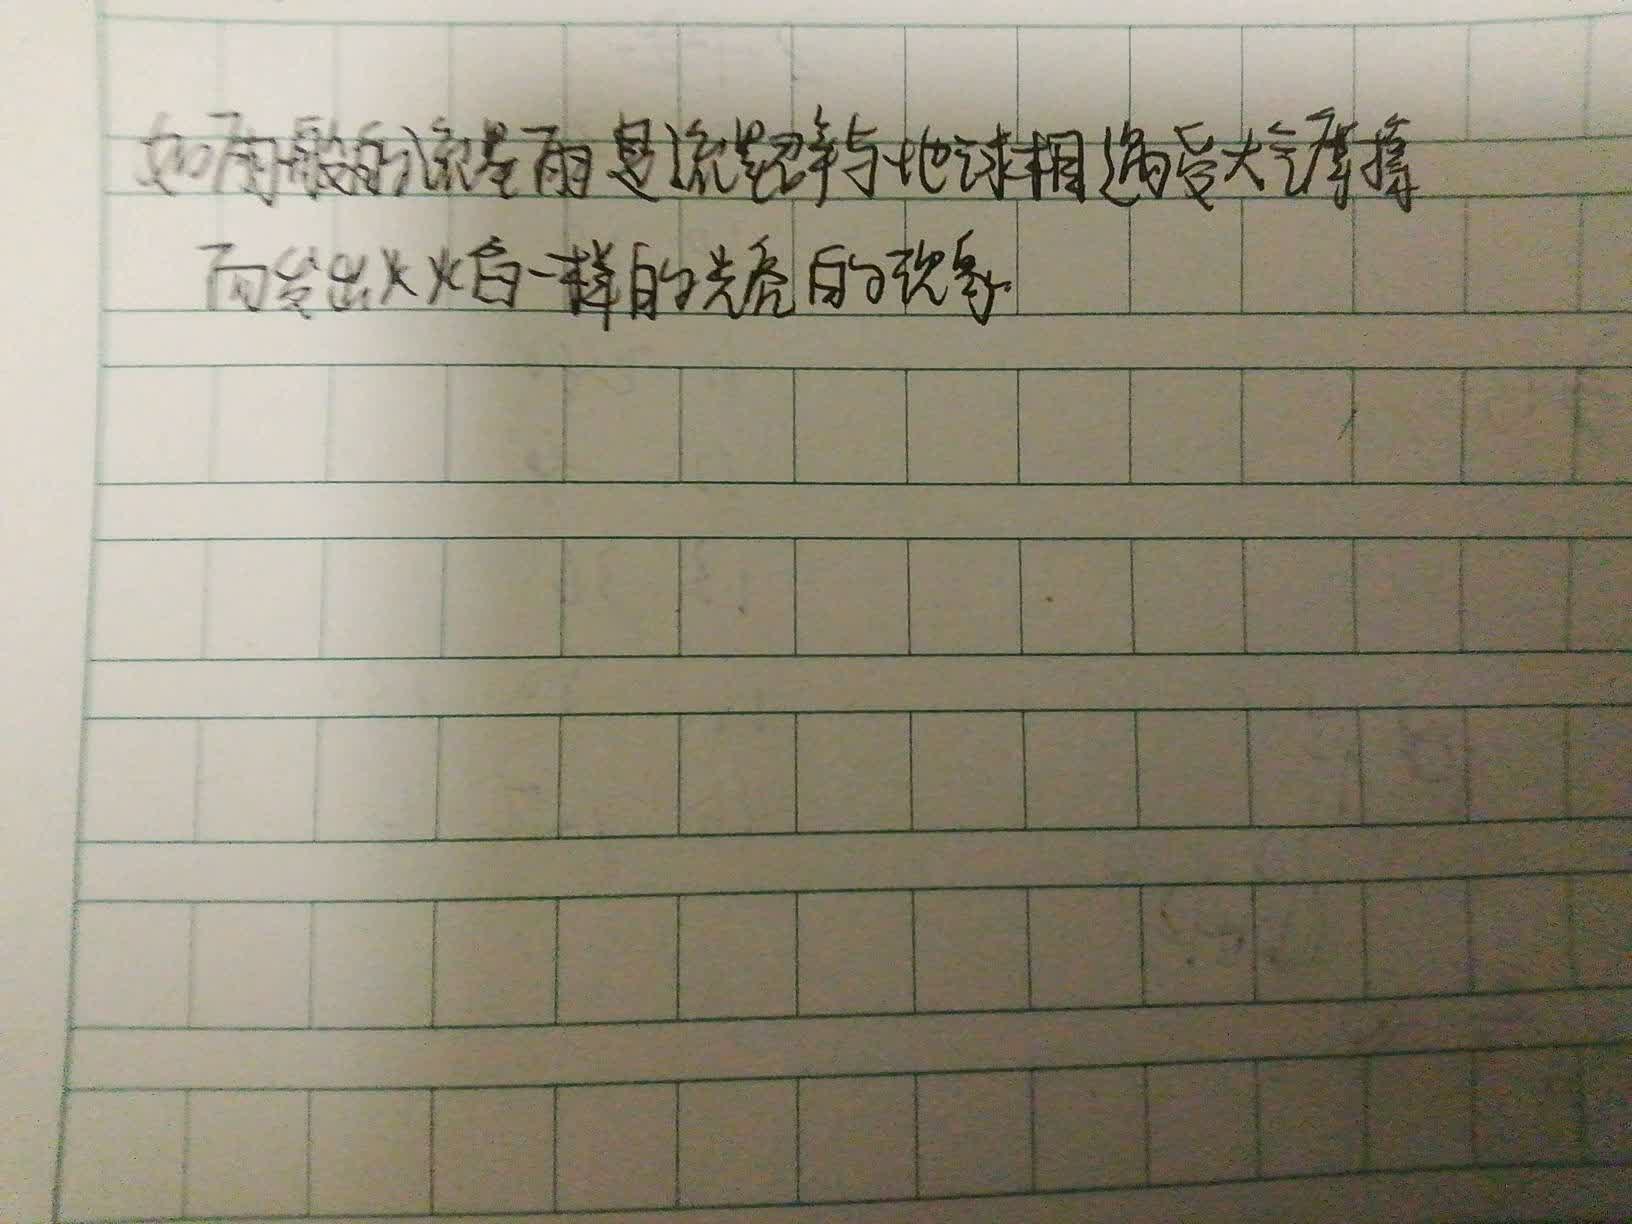 如雨般的流星雨是流星群与地球相遇受大气摩擦
而发出火焰一样的光亮的现象.